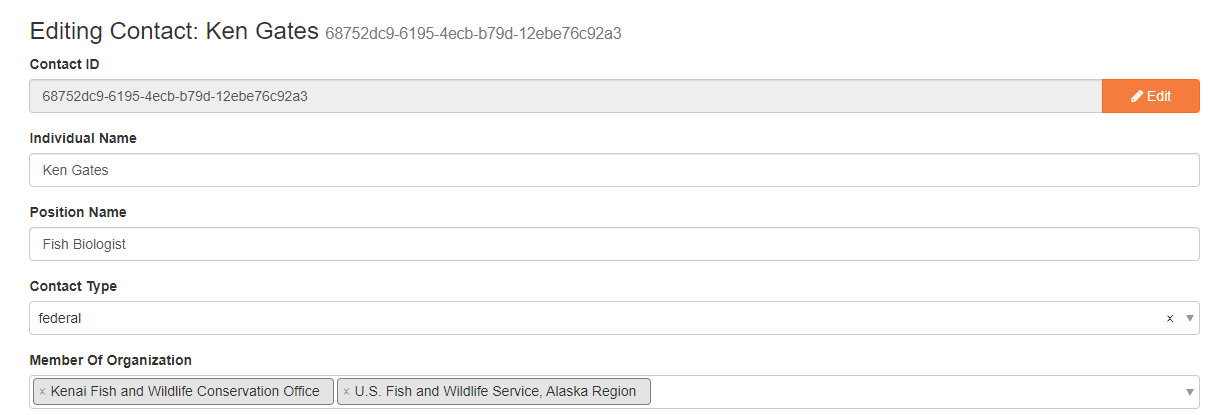 Editing Contact: Ken Gates 68752dc9-6195-4ecb-b79d-12ebe76c92a3
Contact ID
68752dc9-6195-4ecb-b79d-12ebe76c92a3 Edit
Individual Name
Ken Gates
Position Name
Fish Biologist
Contact Type
federal x
Member Of Organization
× Kenai Fish and Wildlife Conservation Office × U.S. Fish and Wildlife Service, Alaska Region